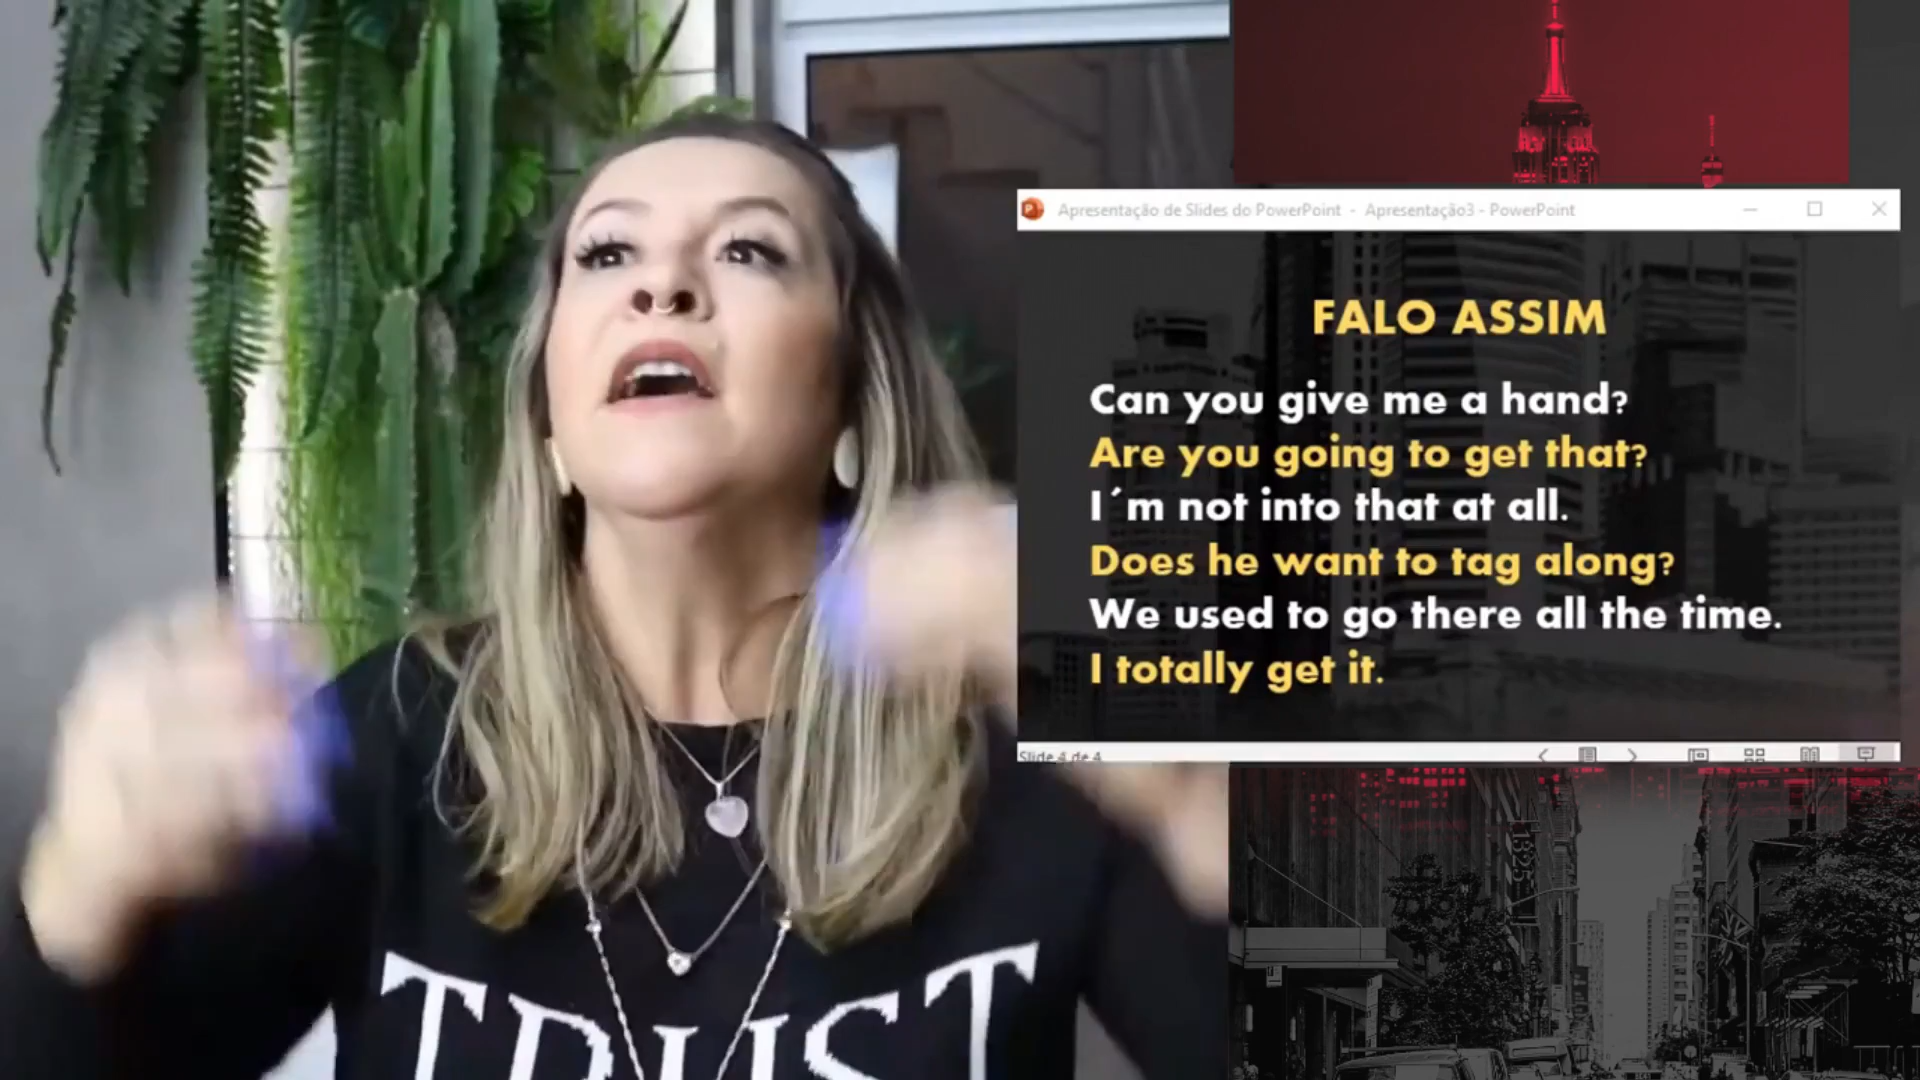 Apresentação de Slides do PowerPoint - Apresentação3 - PowerPoint
FALO ASSIM
Can you give me a hand?
Are you going to get that?
I´m not into that at all.
Does he want to tag along?
We used to go there all the time.
I totally get it.
Slide 4 de 4
TRUST
1325